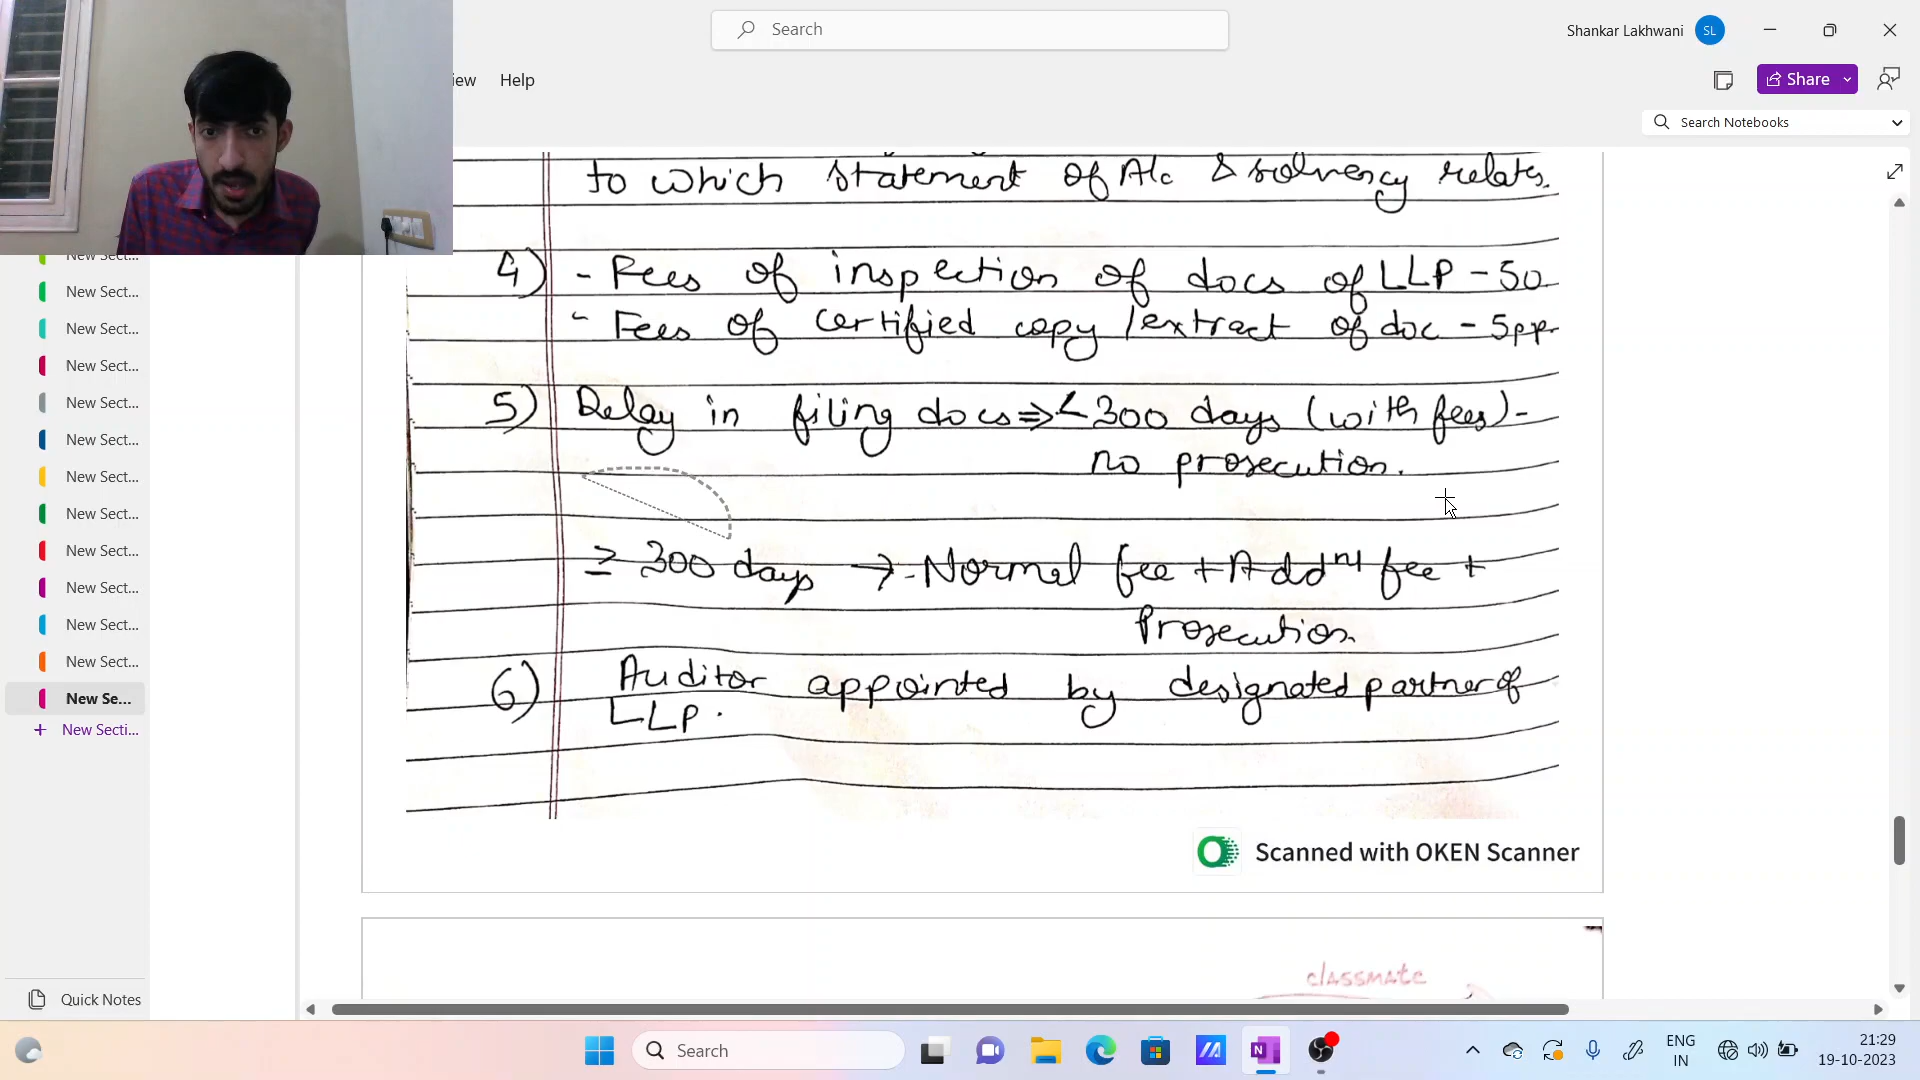 Search
Shankar Lakhwani
SL
iew
Help
Share
Search Notebooks
to which statement of A/c & solvency relates.
4) - Fees of inspection of docs of LLP - 50
- Fees of certified copy / extract of doc - 5pp.
5) Delay in filing docs ⇒ < 300 days (with fees) -
no prosecution.
≥ 300 days → - Normal fee + Addnl fee +
Prosecution.
6) Auditor appointed by designated partner of
LLP.
Scanned with OKEN Scanner
classmate
New Sect...
New Sect...
New Sect...
New Sect...
New Sect...
New Sect...
New Sect...
New Sect...
New Sect...
New Sect...
New Sect...
New Sect...
New Se...
+ New Secti...
Quick Notes
Search
ENG
IN
21:29
19-10-2023